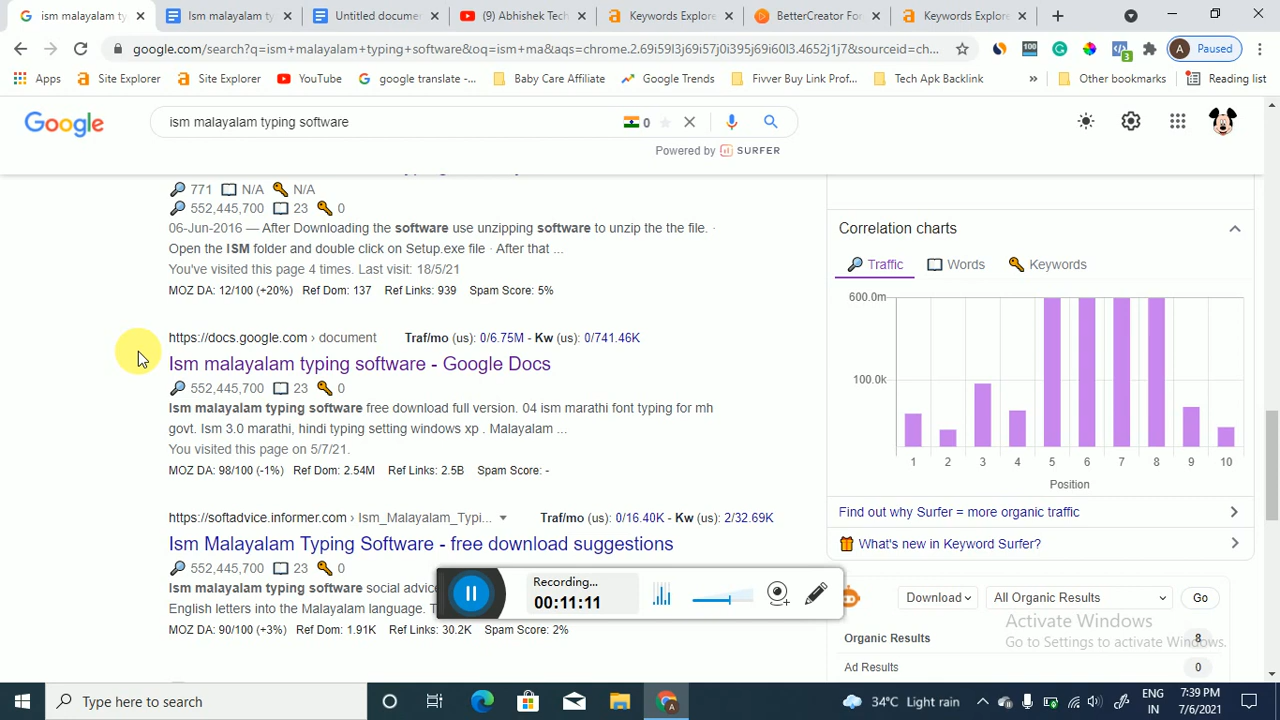 ism malayalam ty
Ism malayalam ty
Untitled documen
(9) Abhishek Tec
Keywords Explore
BetterCreator For
Keywords Explore
google.com/search?q=ism+malayalam+typing+software&oq=ism+ma&aqs=chrome.2.69i59l3j69i57j0i395j69i60l3.4652j1j7&sourceid=ch...
100
3
A Paused
Apps
Site Explorer
Site Explorer
YouTube
google translate -...
Baby Care Affiliate
Google Trends
Fivver Buy Link Prof...
Tech Apk Backlink
»
Other bookmarks
Reading list
Google
ism malayalam typing software
0
Powered by SURFER
771 N/A N/A
552,445,700 23 0
06-Jun-2016 — After Downloading the software use unzipping software to unzip the the file. ·
Open the ISM folder and double click on Setup.exe file · After that ...
You've visited this page 4 times. Last visit: 18/5/21
MOZ DA: 12/100 (+20%) Ref Dom: 137 Ref Links: 939 Spam Score: 5%
https://docs.google.com › document Traf/mo (us): 0/6.75M - Kw (us): 0/741.46K
Ism malayalam typing software - Google Docs
552,445,700 23 0
Ism malayalam typing software free download full version. 04 ism marathi font typing for mh
govt. Ism 3.0 marathi, hindi typing setting windows xp . Malayalam ...
You visited this page on 5/7/21.
MOZ DA: 98/100 (-1%) Ref Dom: 2.54M Ref Links: 2.5B Spam Score: -
https://softadvice.informer.com › Ism_Malayalam_Typi... Traf/mo (us): 0/16.40K - Kw (us): 2/32.69K
Ism Malayalam Typing Software - free download suggestions
552,445,700 23 0
Ism malayalam typing software social advic
English letters into the Malayalam language.
MOZ DA: 90/100 (+3%) Ref Dom: 1.91K Ref Links: 30.2K Spam Score: 2%
Recording...
00:11:11
Correlation charts
Traffic Words Keywords
600.0m
100.0k
1 2 3 4 5 6 7 8 9 10
Position
Find out why Surfer = more organic traffic
What's new in Keyword Surfer?
Download All Organic Results Go
Organic Results 8
Ad Results 0
Activate Windows
Go to Settings to activate Windows.
Type here to search
34°C Light rain
ENG
IN
7:39 PM
7/6/2021